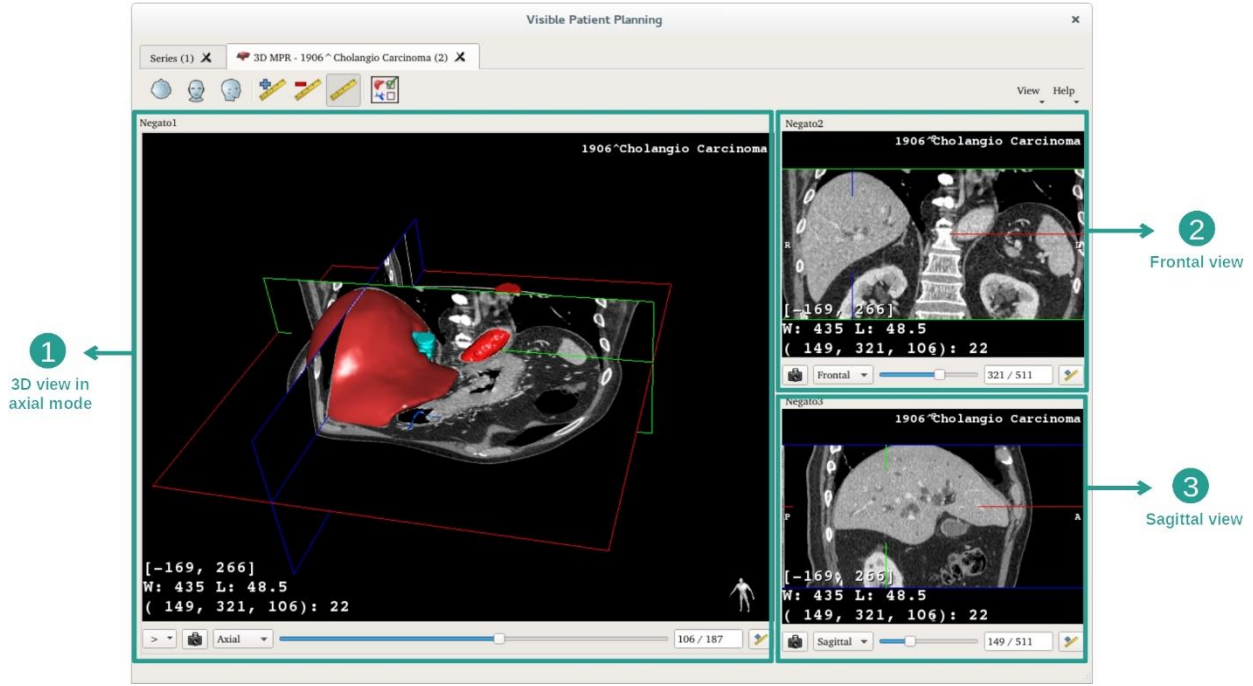 Visible Patient Planning
Series (1)
3D MPR - 1906^Cholangio Carcinoma (2)
View Help
Negato1
1906^Cholangio Carcinoma
[-169, 266]
W: 435 L: 48.5
( 149, 321, 106): 22
>
Axial
106 / 187
Negato2
1906^Cholangio Carcinoma
R
L
[-169, 266]
W: 435 L: 48.5
( 149, 321, 106): 22
Frontal
321 / 511
Negato3
1906^Cholangio Carcinoma
P
A
[-169, 266]
W: 435 L: 48.5
( 149, 321, 106): 22
Sagittal
149 / 511
1
3D view in
axial mode
2
Frontal view
3
Sagittal view